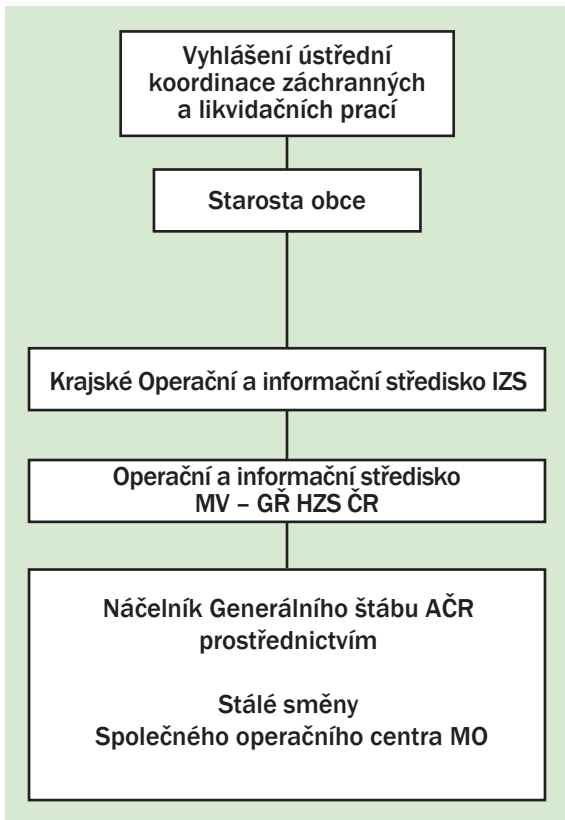 Vyhlášení ústřední
koordinace záchranných
a likvidačních prací
Starosta obce
Krajské Operační a informační středisko IZS
Operační a informační středisko
MV – GŘ HZS ČR
Náčelník Generálního štábu AČR
prostřednictvím
Stálé směny
Společného operačního centra MO